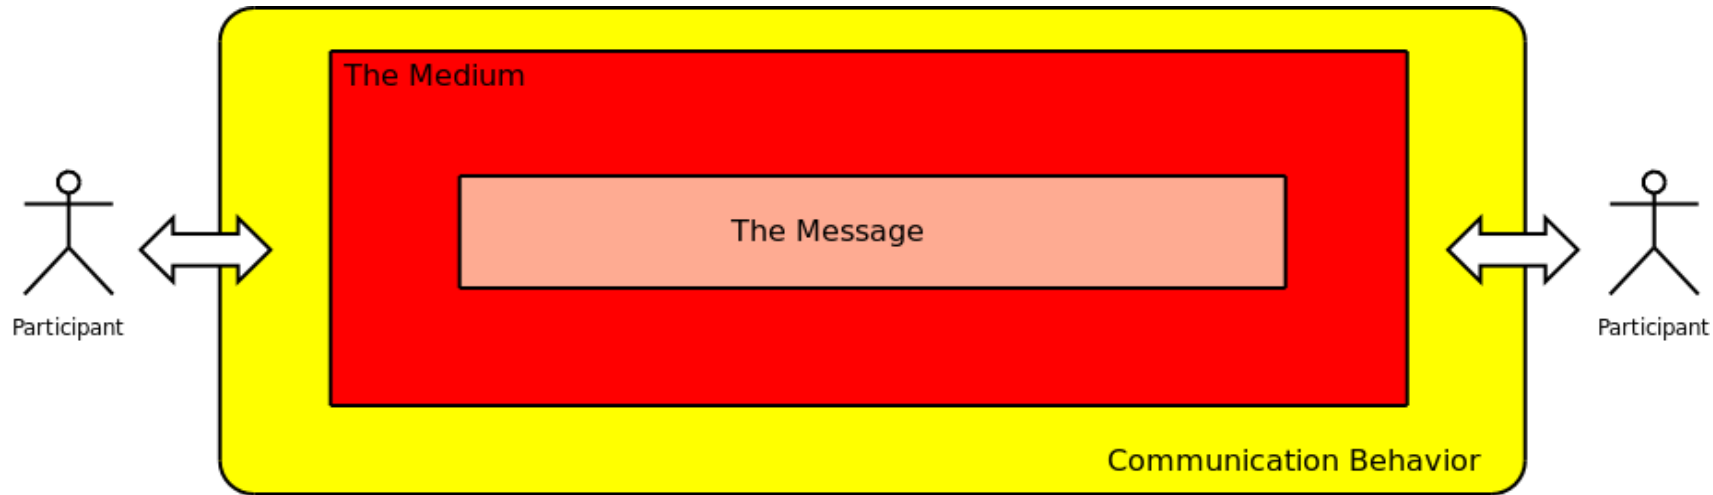 The Medium
The Message
Participant
Participant
Communication Behavior